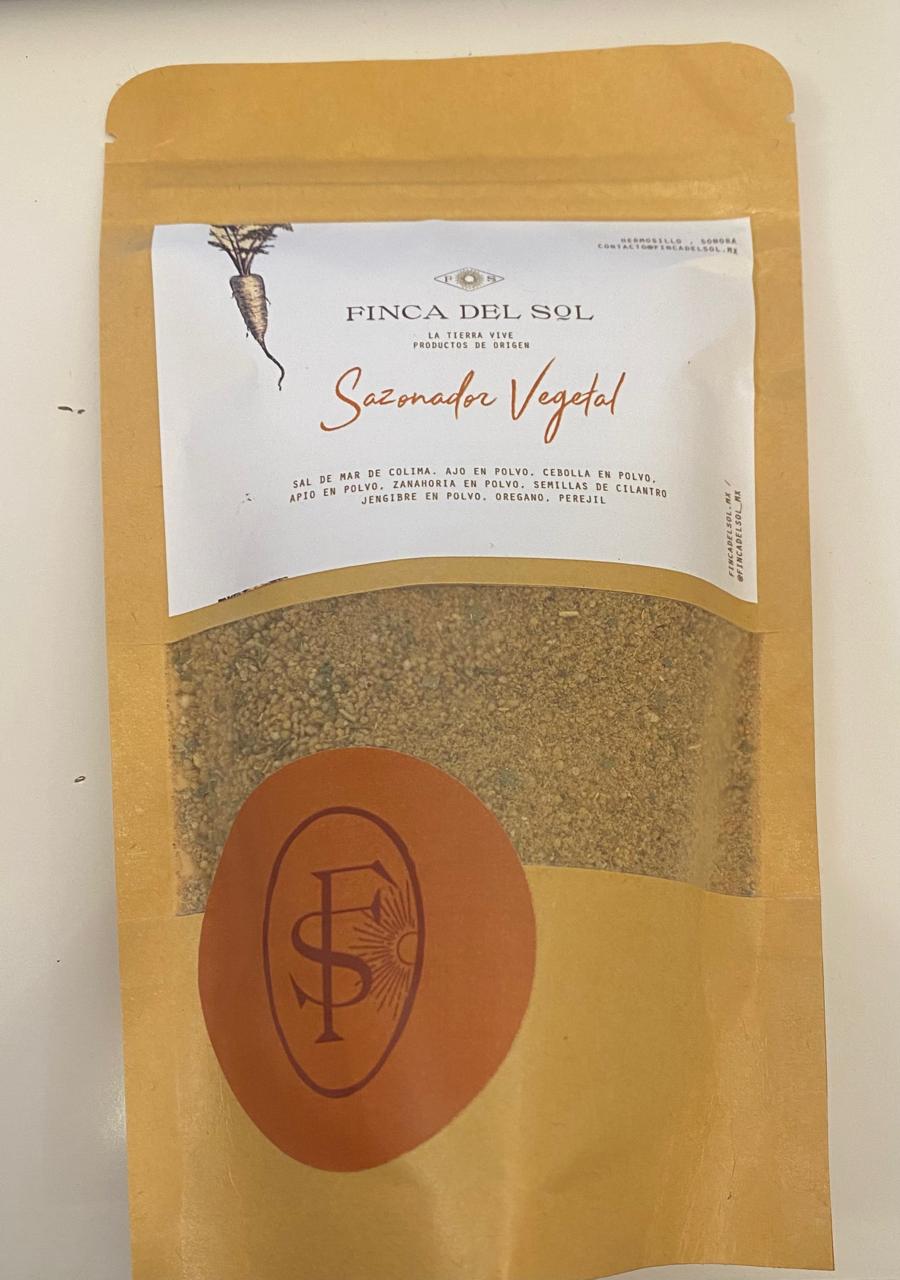 HERMOSILLO , SONORA
CONTACTO@FINCADELSOL.MX
F S
FINCA DEL SOL
LA TIERRA VIVE
PRODUCTOS DE ORIGEN
Sazonador Vegetal
SAL DE MAR DE COLIMA. AJO EN POLVO. CEBOLLA EN POLVO.
APIO EN POLVO. ZANAHORIA EN POLVO. SEMILLAS DE CILANTRO
JENGIBRE EN POLVO. OREGANO. PEREJIL
FINCADELSOL.MX /
@FINCADELSOL_MX
FS